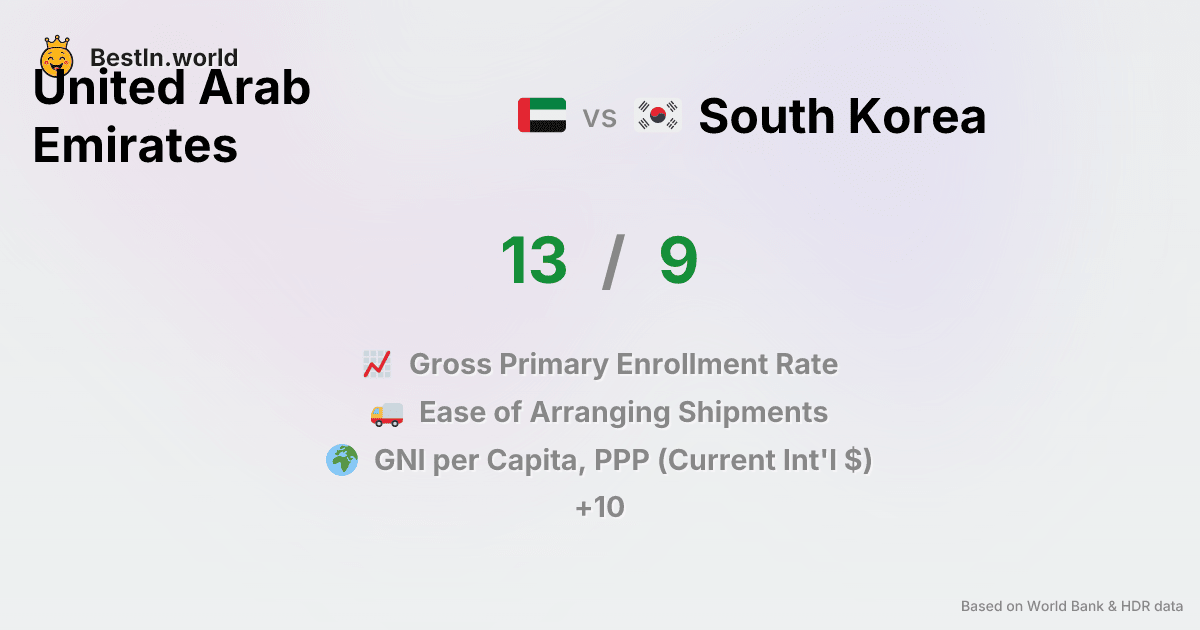 BestIn.world
United Arab
Emirates
vs
South Korea
13 / 9
Gross Primary Enrollment Rate
Ease of Arranging Shipments
GNI per Capita, PPP (Current Int'l $)
+10
Based on World Bank & HDR data